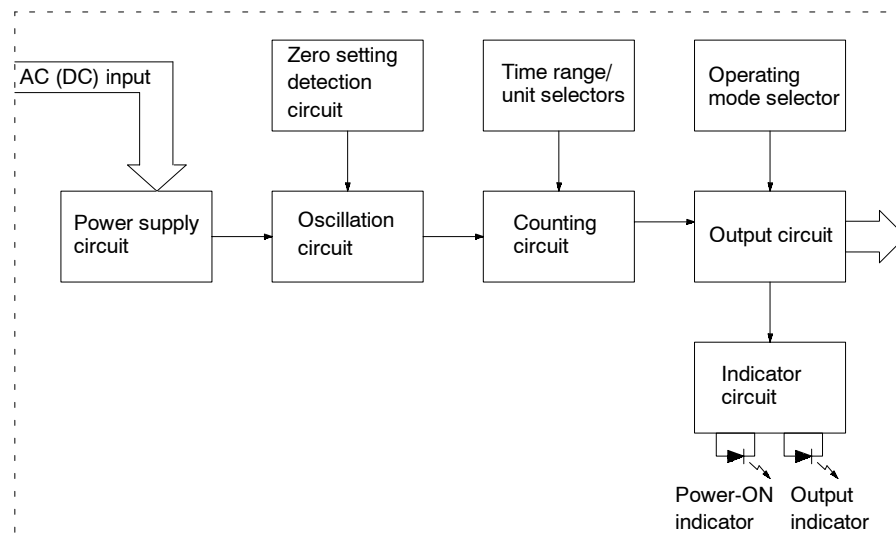 AC (DC) input
Zero setting
detection
circuit
Time range/
unit selectors
Operating
mode selector
Power supply
circuit
Oscillation
circuit
Counting
circuit
Output circuit
Indicator
circuit
Power-ON
indicator
Output
indicator